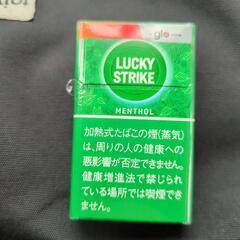 glo
LUCKY
STRIKE
MENTHOL
加熱式たばこの煙(蒸気)
は、周りの人の健康への
悪影響が否定できません。
健康増進法で禁じられ
ている場所では喫煙でき
ません。